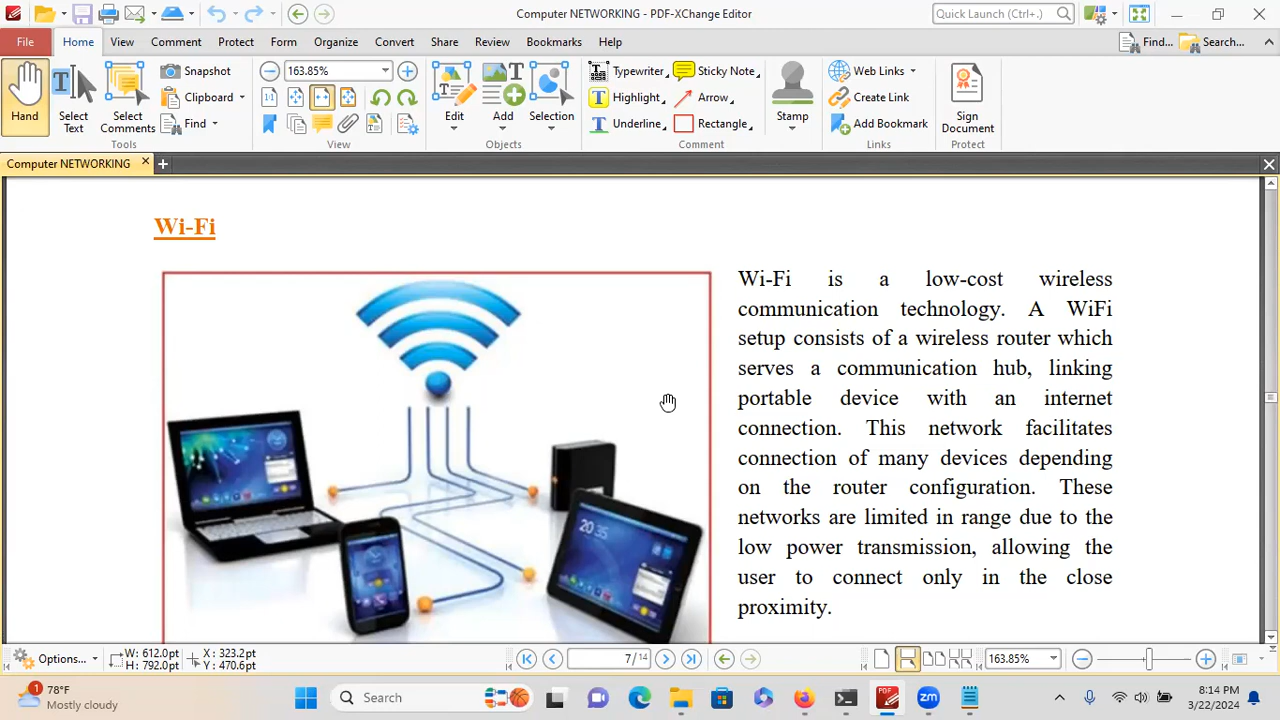 Computer NETWORKING - PDF-XChange Editor
Quick Launch (Ctrl+.)
File Home View Comment Protect Form Organize Convert Share Review Bookmarks Help
Find... Search...
Hand
Select Text
Select Comments
Snapshot
Clipboard
Find
Tools
163.85%
View
Edit
Add
Selection
Objects
Typewriter
Highlight
Underline
Sticky Note
Arrow
Rectangle
Stamp
Comment
Web Links
Create Link
Add Bookmark
Links
Sign Document
Protect
Computer NETWORKING
Wi-Fi
Wi-Fi is a low-cost wireless
communication technology. A WiFi
setup consists of a wireless router which
serves a communication hub, linking
portable device with an internet
connection. This network facilitates
connection of many devices depending
on the router configuration. These
networks are limited in range due to the
low power transmission, allowing the
user to connect only in the close
proximity.
20 35
Options...
W: 612.0pt
H: 792.0pt
X: 323.2pt
Y: 470.6pt
7 / 14
163.85%
1
78°F
Mostly cloudy
Search
PDF
zm
8:14 PM
3/22/2024